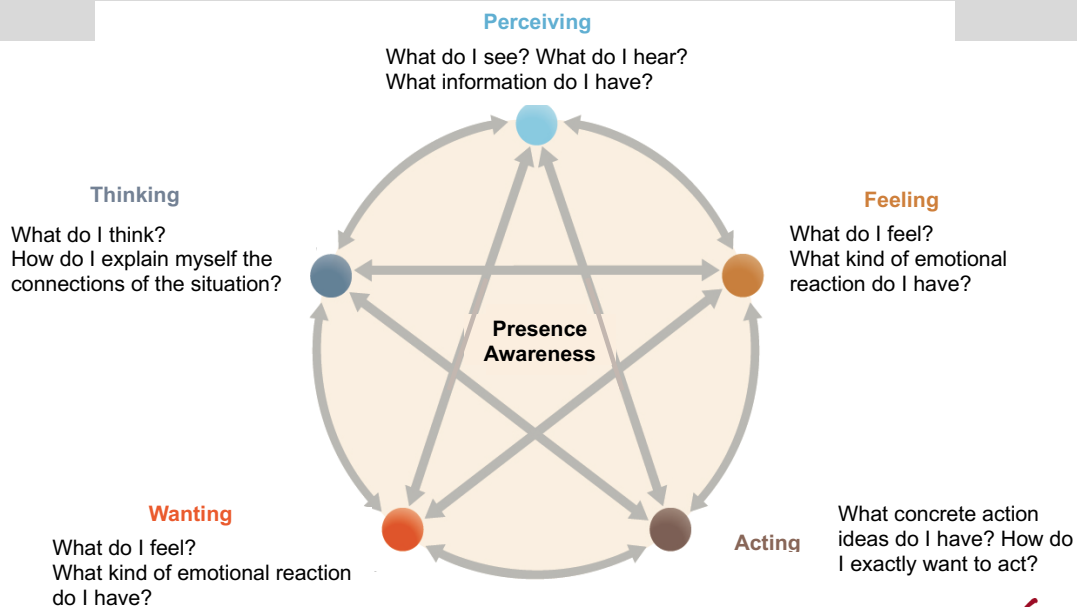 Perceiving
What do I see? What do I hear?
What information do I have?
Thinking
What do I think?
How do I explain myself the
connections of the situation?
Feeling
What do I feel?
What kind of emotional
reaction do I have?
Presence
Awareness
Wanting
What do I feel?
What kind of emotional reaction
do I have?
Acting
What concrete action
ideas do I have? How do
I exactly want to act?